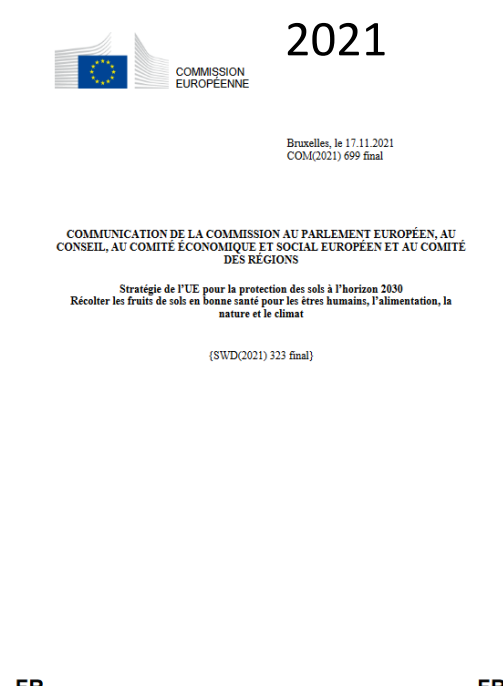 2021
COMMISSION
EUROPÉENNE
Bruxelles, le 17.11.2021
COM(2021) 699 final
COMMUNICATION DE LA COMMISSION AU PARLEMENT EUROPÉEN, AU
CONSEIL, AU COMITÉ ÉCONOMIQUE ET SOCIAL EUROPÉEN ET AU COMITÉ
DES RÉGIONS
Stratégie de l'UE pour la protection des sols à l'horizon 2030
Récolter les fruits de sols en bonne santé pour les êtres humains, l'alimentation, la
nature et le climat
{SWD(2021) 323 final}